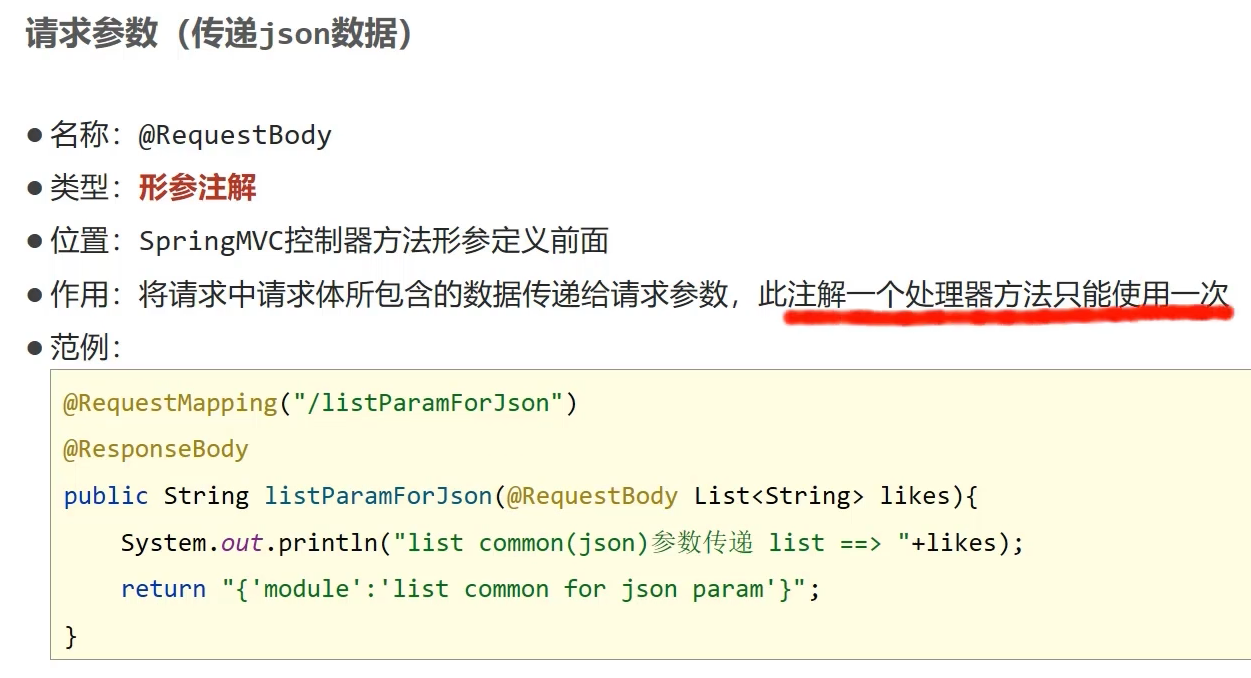 请求参数（传递json数据）
● 名称：@RequestBody
● 类型：形参注解
● 位置：SpringMVC控制器方法形参定义前面
● 作用：将请求中请求体所包含的数据传递给请求参数，此注解一个处理器方法只能使用一次
● 范例：
@RequestMapping("/listParamForJson")
@ResponseBody
public String listParamForJson(@RequestBody List<String> likes){
    System.out.println("list common(json)参数传递 list ==> "+likes);
    return "{'module':'list common for json param'}";
}